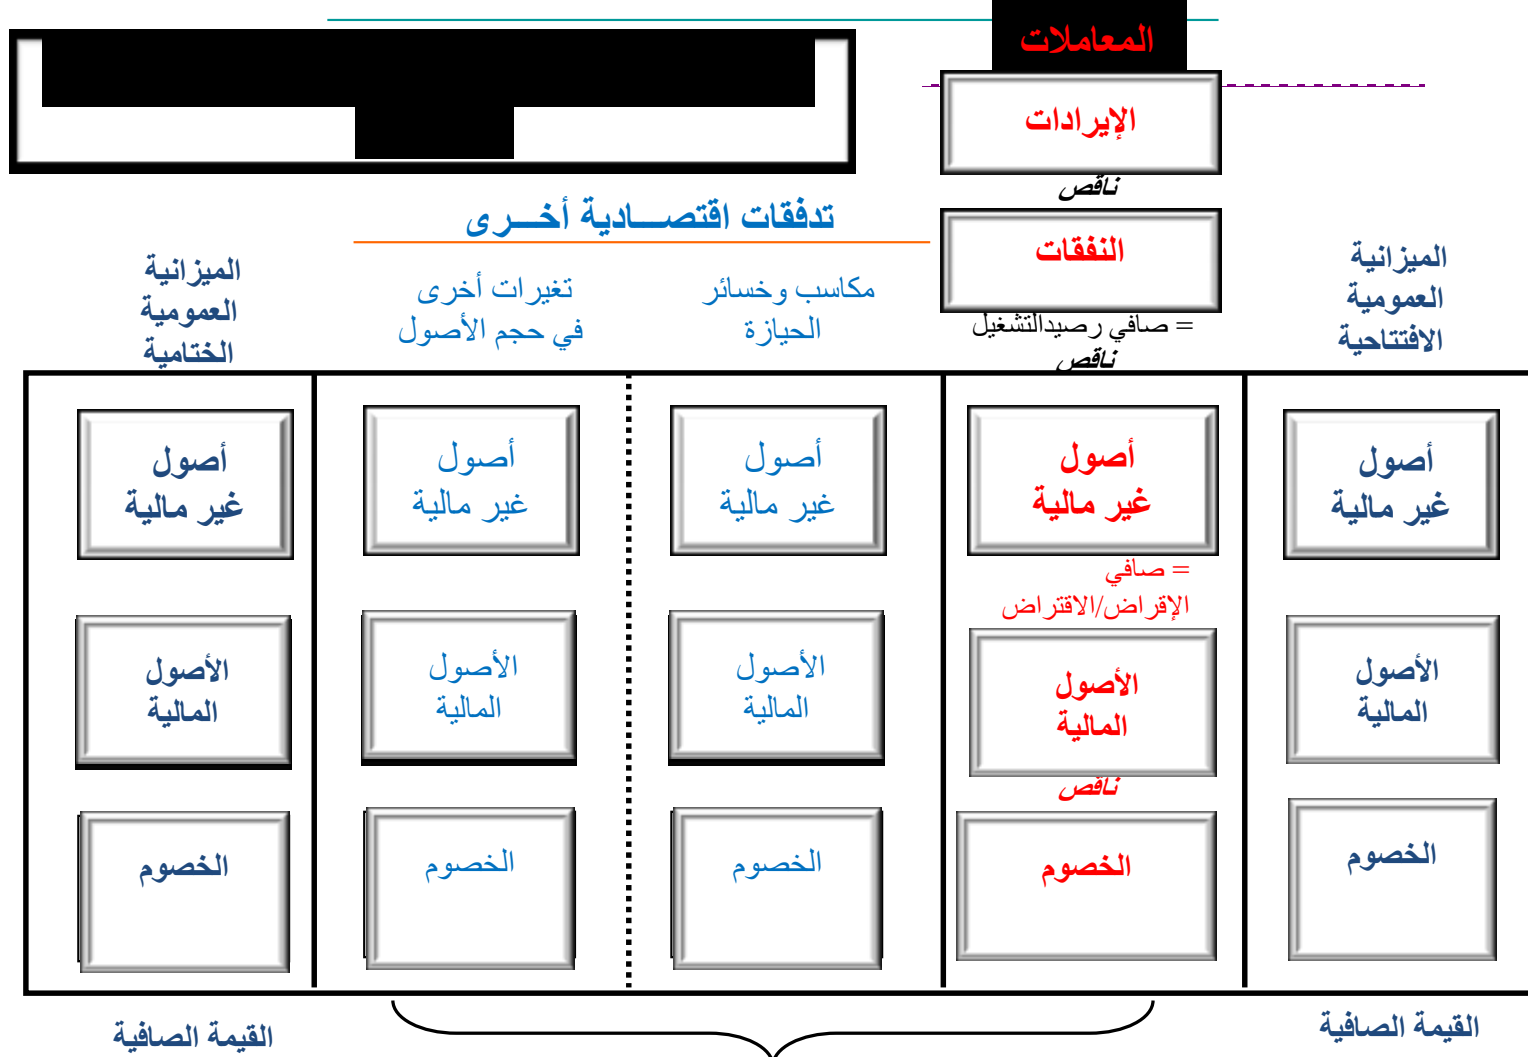 المعاملات
الإيرادات
ناقص
تدفقات اقتصـــادية أخـــرى
النفقات
الميزانية
العمومية
الافتتاحية
= صافي رصيدالتشغيل
ناقص
مكاسب وخسائر
الحيازة
تغيرات أخرى
في حجم الأصول
الميزانية
العمومية
الختامية
أصول
غير مالية
أصول
غير مالية
أصول
غير مالية
أصول
غير مالية
أصول
غير مالية
= صافي
الإقراض/الاقتراض
الأصول
المالية
الأصول
المالية
الأصول
المالية
الأصول
المالية
الأصول
المالية
ناقص
الخصوم
الخصوم
الخصوم
الخصوم
الخصوم
القيمة الصافية
القيمة الصافية